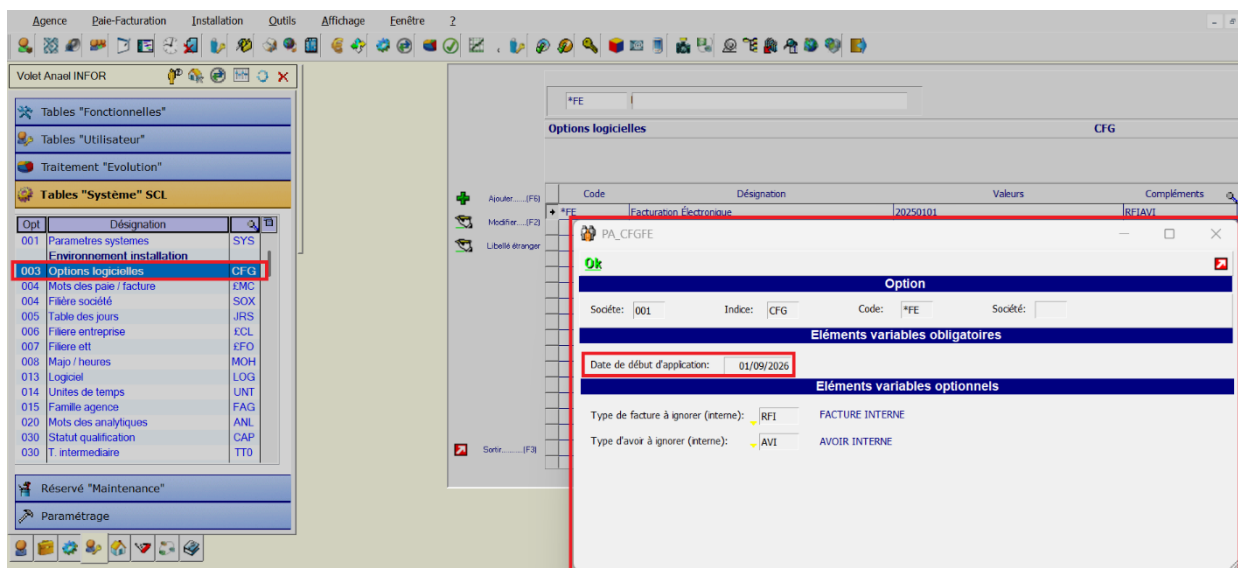 Agence Paie-Facturation Installation Outils Affichage Fenêtre ?
Volet Anael INFOR
Tables "Fonctionnelles"
Tables "Utilisateur"
Traitement "Evolution"
Tables "Système" SCL
Opt Désignation
001 Parametres systemes SYS
Environnement installation
003 Options logicielles CFG
004 Mots cles paie / facture £MC
004 Filère société SOX
005 Table des jours JRS
006 Filiere entreprise £CL
007 Filiere ett £FO
008 Majo / heures MOH
013 Logiciel LOG
014 Unites de temps UNT
015 Famille agence FAG
020 Mots cles analytiques ANL
030 Statut qualification CAP
030 T. intermediaire TT0
Réservé "Maintenance"
Paramétrage
*FE
Options logicielles CFG
Ajouter......(F6)
Modifier....(F2)
Libellé étranger
Sortir.........(F3)
Code Désignation Valeurs Compléments
*FE Facturation Électronique 20250101 RFIAVI
PA_CFGFE
Ok
Option
Société: 001 Indice: CFG Code: *FE Société:
Eléments variables obligatoires
Date de début d'application: 01/09/2026
Eléments variables optionnels
Type de facture à ignorer (interne): RFI FACTURE INTERNE
Type d'avoir à ignorer (interne): AVI AVOIR INTERNE